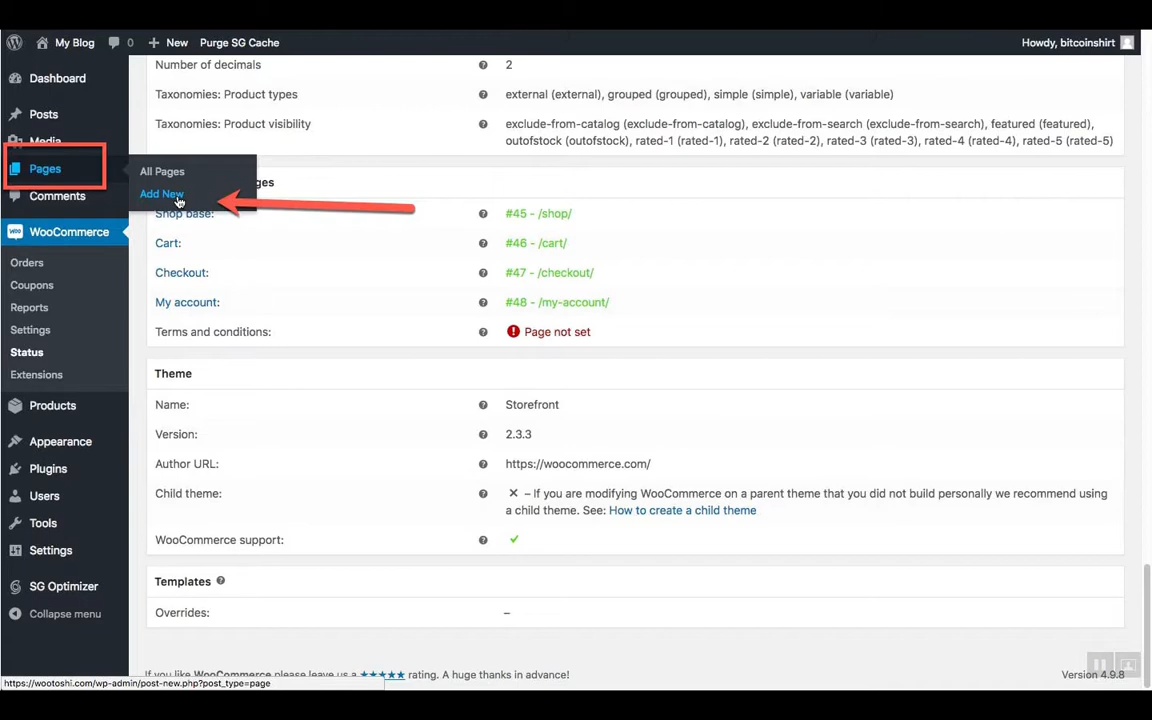 My Blog 0 New Purge SG Cache Howdy, bitcoinshirt
Dashboard
Posts
Media
Pages
All Pages
Add New
Comments
WooCommerce
Orders
Coupons
Reports
Settings
Status
Extensions
Products
Appearance
Plugins
Users
Tools
Settings
SG Optimizer
Collapse menu
Number of decimals 2
Taxonomies: Product types external (external), grouped (grouped), simple (simple), variable (variable)
Taxonomies: Product visibility exclude-from-catalog (exclude-from-catalog), exclude-from-search (exclude-from-search), featured (featured),
outofstock (outofstock), rated-1 (rated-1), rated-2 (rated-2), rated-3 (rated-3), rated-4 (rated-4), rated-5 (rated-5)
ges
Shop base: #45 - /shop/
Cart: #46 - /cart/
Checkout: #47 - /checkout/
My account: #48 - /my-account/
Terms and conditions: Page not set
Theme
Name: Storefront
Version: 2.3.3
Author URL: https://woocommerce.com/
Child theme: – If you are modifying WooCommerce on a parent theme that you did not build personally we recommend using
a child theme. See: How to create a child theme
WooCommerce support:
Templates
Overrides: –
If you like WooCommerce please leave us a ★★★★★ rating. A huge thanks in advance! Version 4.9.8
https://wootoshi.com/wp-admin/post-new.php?post_type=page